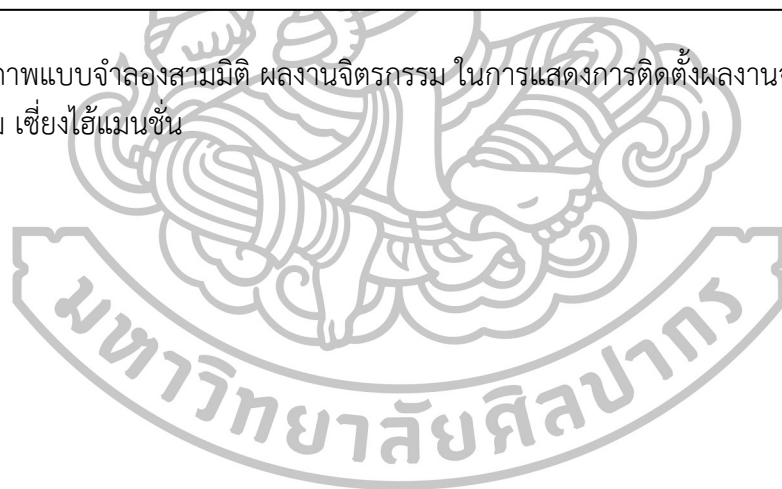 ภาพแบบจำลองสามมิติ ผลงานจิตรกรรม ในการแสดงการติดตั้งผลงาน
เซี่ยงไฮ้แมนชั่น
มหาวิทยาลัยศิลปากร